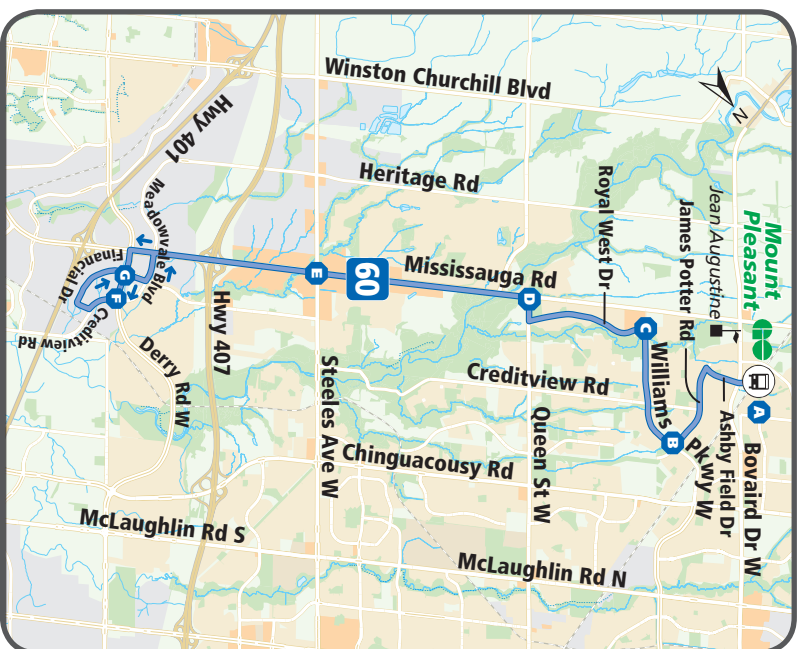 Winston Churchill Blvd
Hwy 401
Heritage Rd
Royal West Dr
James Potter Rd
Jean Augustine
Mount
Pleasant
N
Meadowvale Blvd
Financial Dr
G
F
Creditview Rd
E
60
Mississauga Rd
D
C
Williams
Pkwy W
B
A
Hwy 407
Derry Rd W
Steeles Ave W
Creditview Rd
Queen St W
Ashby Field Dr
Bovaird Dr W
Chinguacousy Rd
McLaughlin Rd S
McLaughlin Rd N